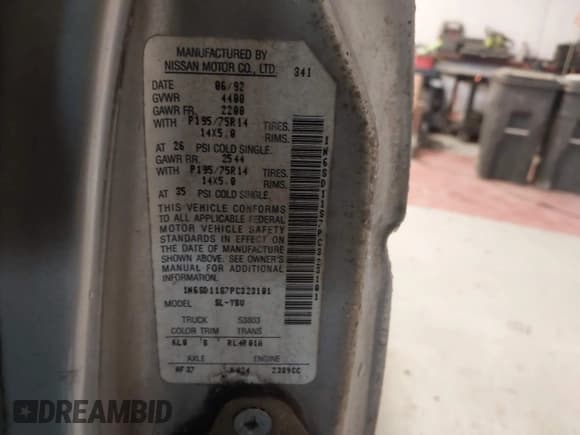 MANUFACTURED BY
NISSAN MOTOR CO., LTD. 341
DATE 06/92
GVWR 4400
GAWR FR. 2200
WITH P195/75R14 TIRES.
14X5.0 RIMS.
AT 26 PSI COLD SINGLE.
GAWR RR. 2544
WITH P195/75R14 TIRES.
14X5.0 RIMS.
AT 35 PSI COLD SINGLE.
THIS VEHICLE CONFORMS
TO ALL APPLICABLE FEDERAL
MOTOR VEHICLE SAFETY
STANDARDS IN EFFECT ON
THE DATE OF MANUFACTURE
SHOWN ABOVE. SEE OWNER'S
MANUAL FOR ADDITIONAL
INFORMATION.
1N6SD11S7PC323101
MODEL
TRUCK
COLOR TRIM TRANS
KL0 RL4R01A
AXLE ENGINE
2389CC
1N6SD11S7PC323101
DREAMBID